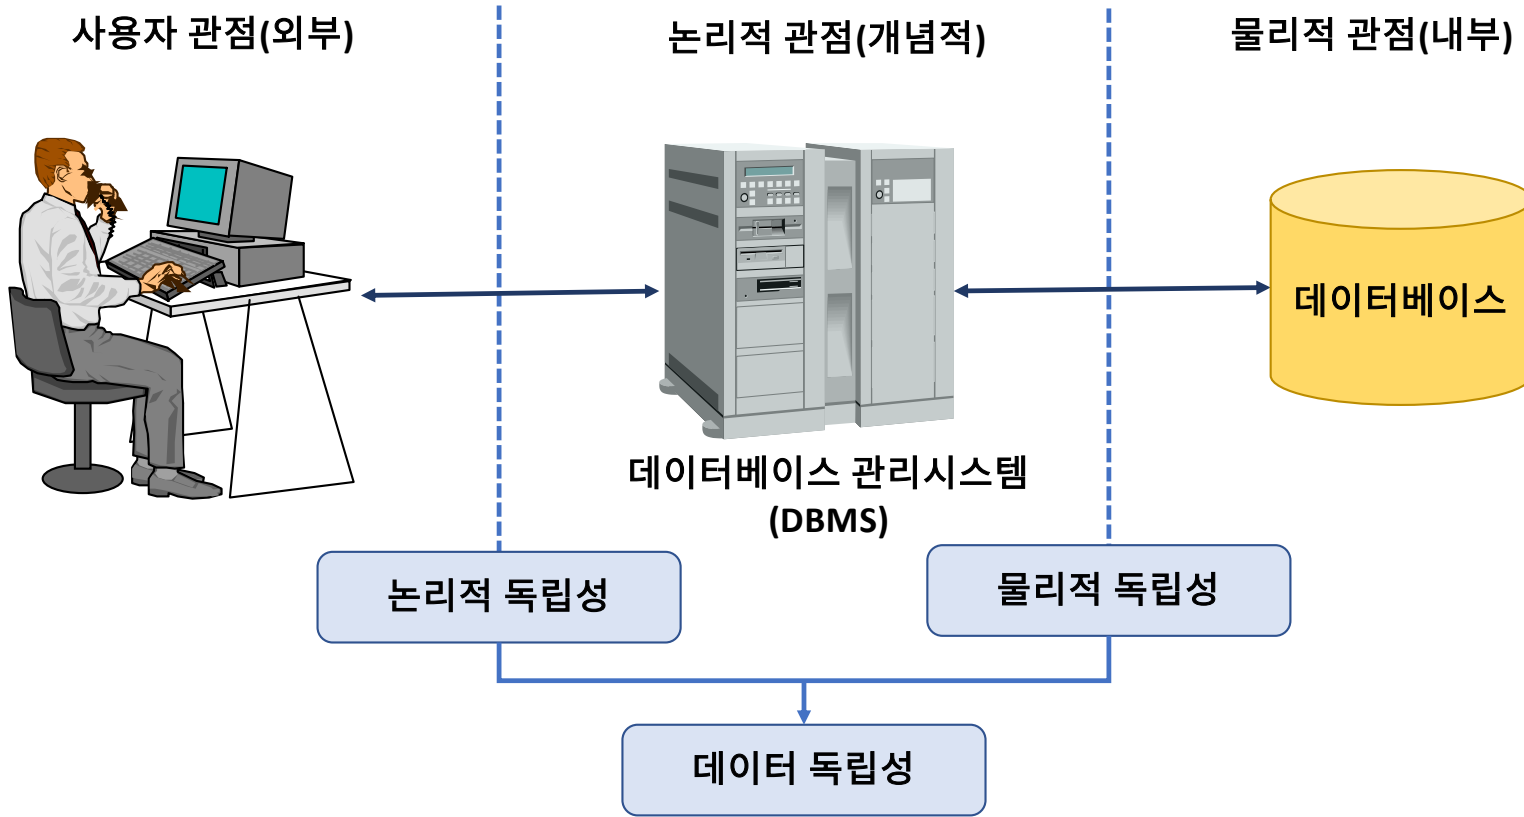 사용자 관점(외부)
논리적 관점(개념적)
물리적 관점(내부)
데이터베이스
데이터베이스 관리시스템
(DBMS)
논리적 독립성
물리적 독립성
데이터 독립성